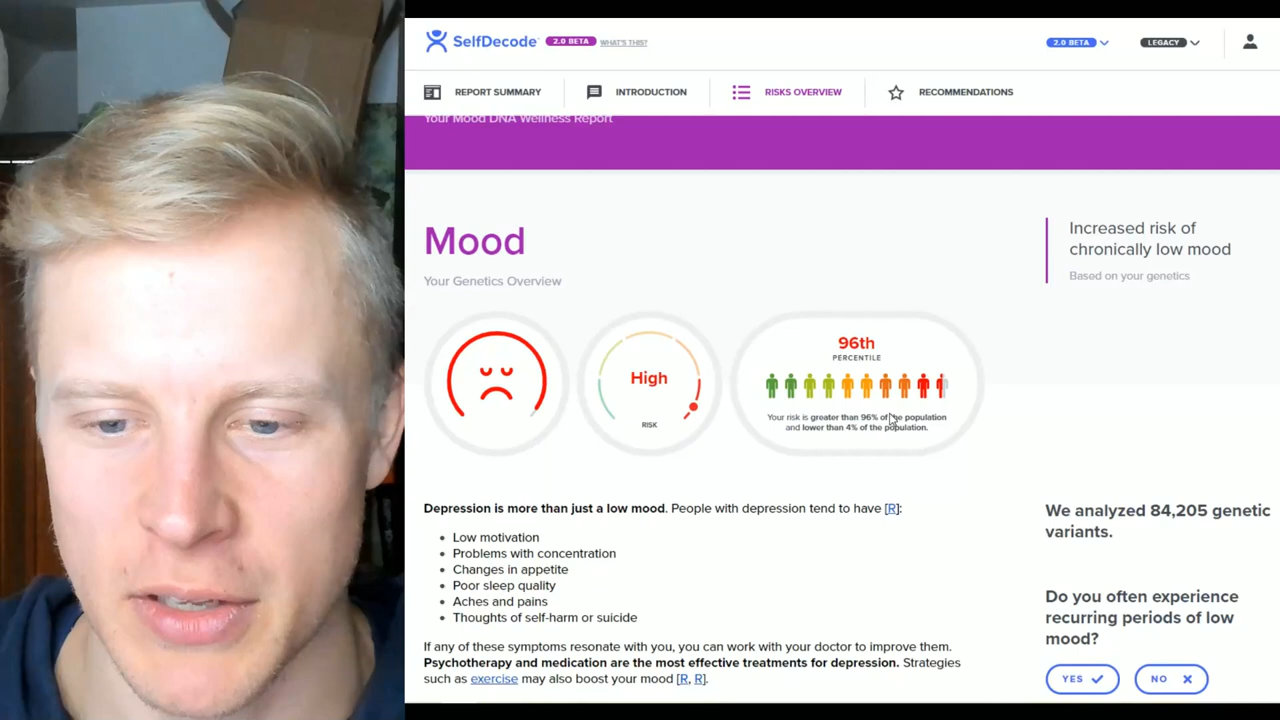 SelfDecode 2.0 BETA WHAT'S THIS? 2.0 BETA LEGACY
REPORT SUMMARY INTRODUCTION RISKS OVERVIEW RECOMMENDATIONS
Your Mood DNA Wellness Report
Mood
Your Genetics Overview
Increased risk of
chronically low mood
Based on your genetics
High
RISK
96th
PERCENTILE
Your risk is greater than 96% of the population
and lower than 4% of the population.
Depression is more than just a low mood. People with depression tend to have [R]:
Low motivation
Problems with concentration
Changes in appetite
Poor sleep quality
Aches and pains
Thoughts of self-harm or suicide
If any of these symptoms resonate with you, you can work with your doctor to improve them.
Psychotherapy and medication are the most effective treatments for depression. Strategies
such as exercise may also boost your mood [R, R].
We analyzed 84,205 genetic
variants.
Do you often experience
recurring periods of low
mood?
YES NO